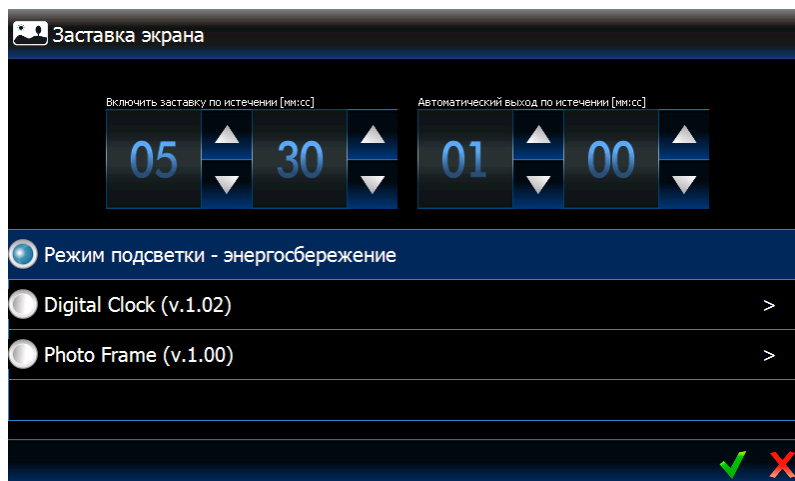 Заставка экрана
Включить заставку по истечении [мм:сс]
Автоматический выход по истечении [мм:сс]
05 30 01 00
Режим подсветки - энергосбережение
Digital Clock (v.1.02) >
Photo Frame (v.1.00) >